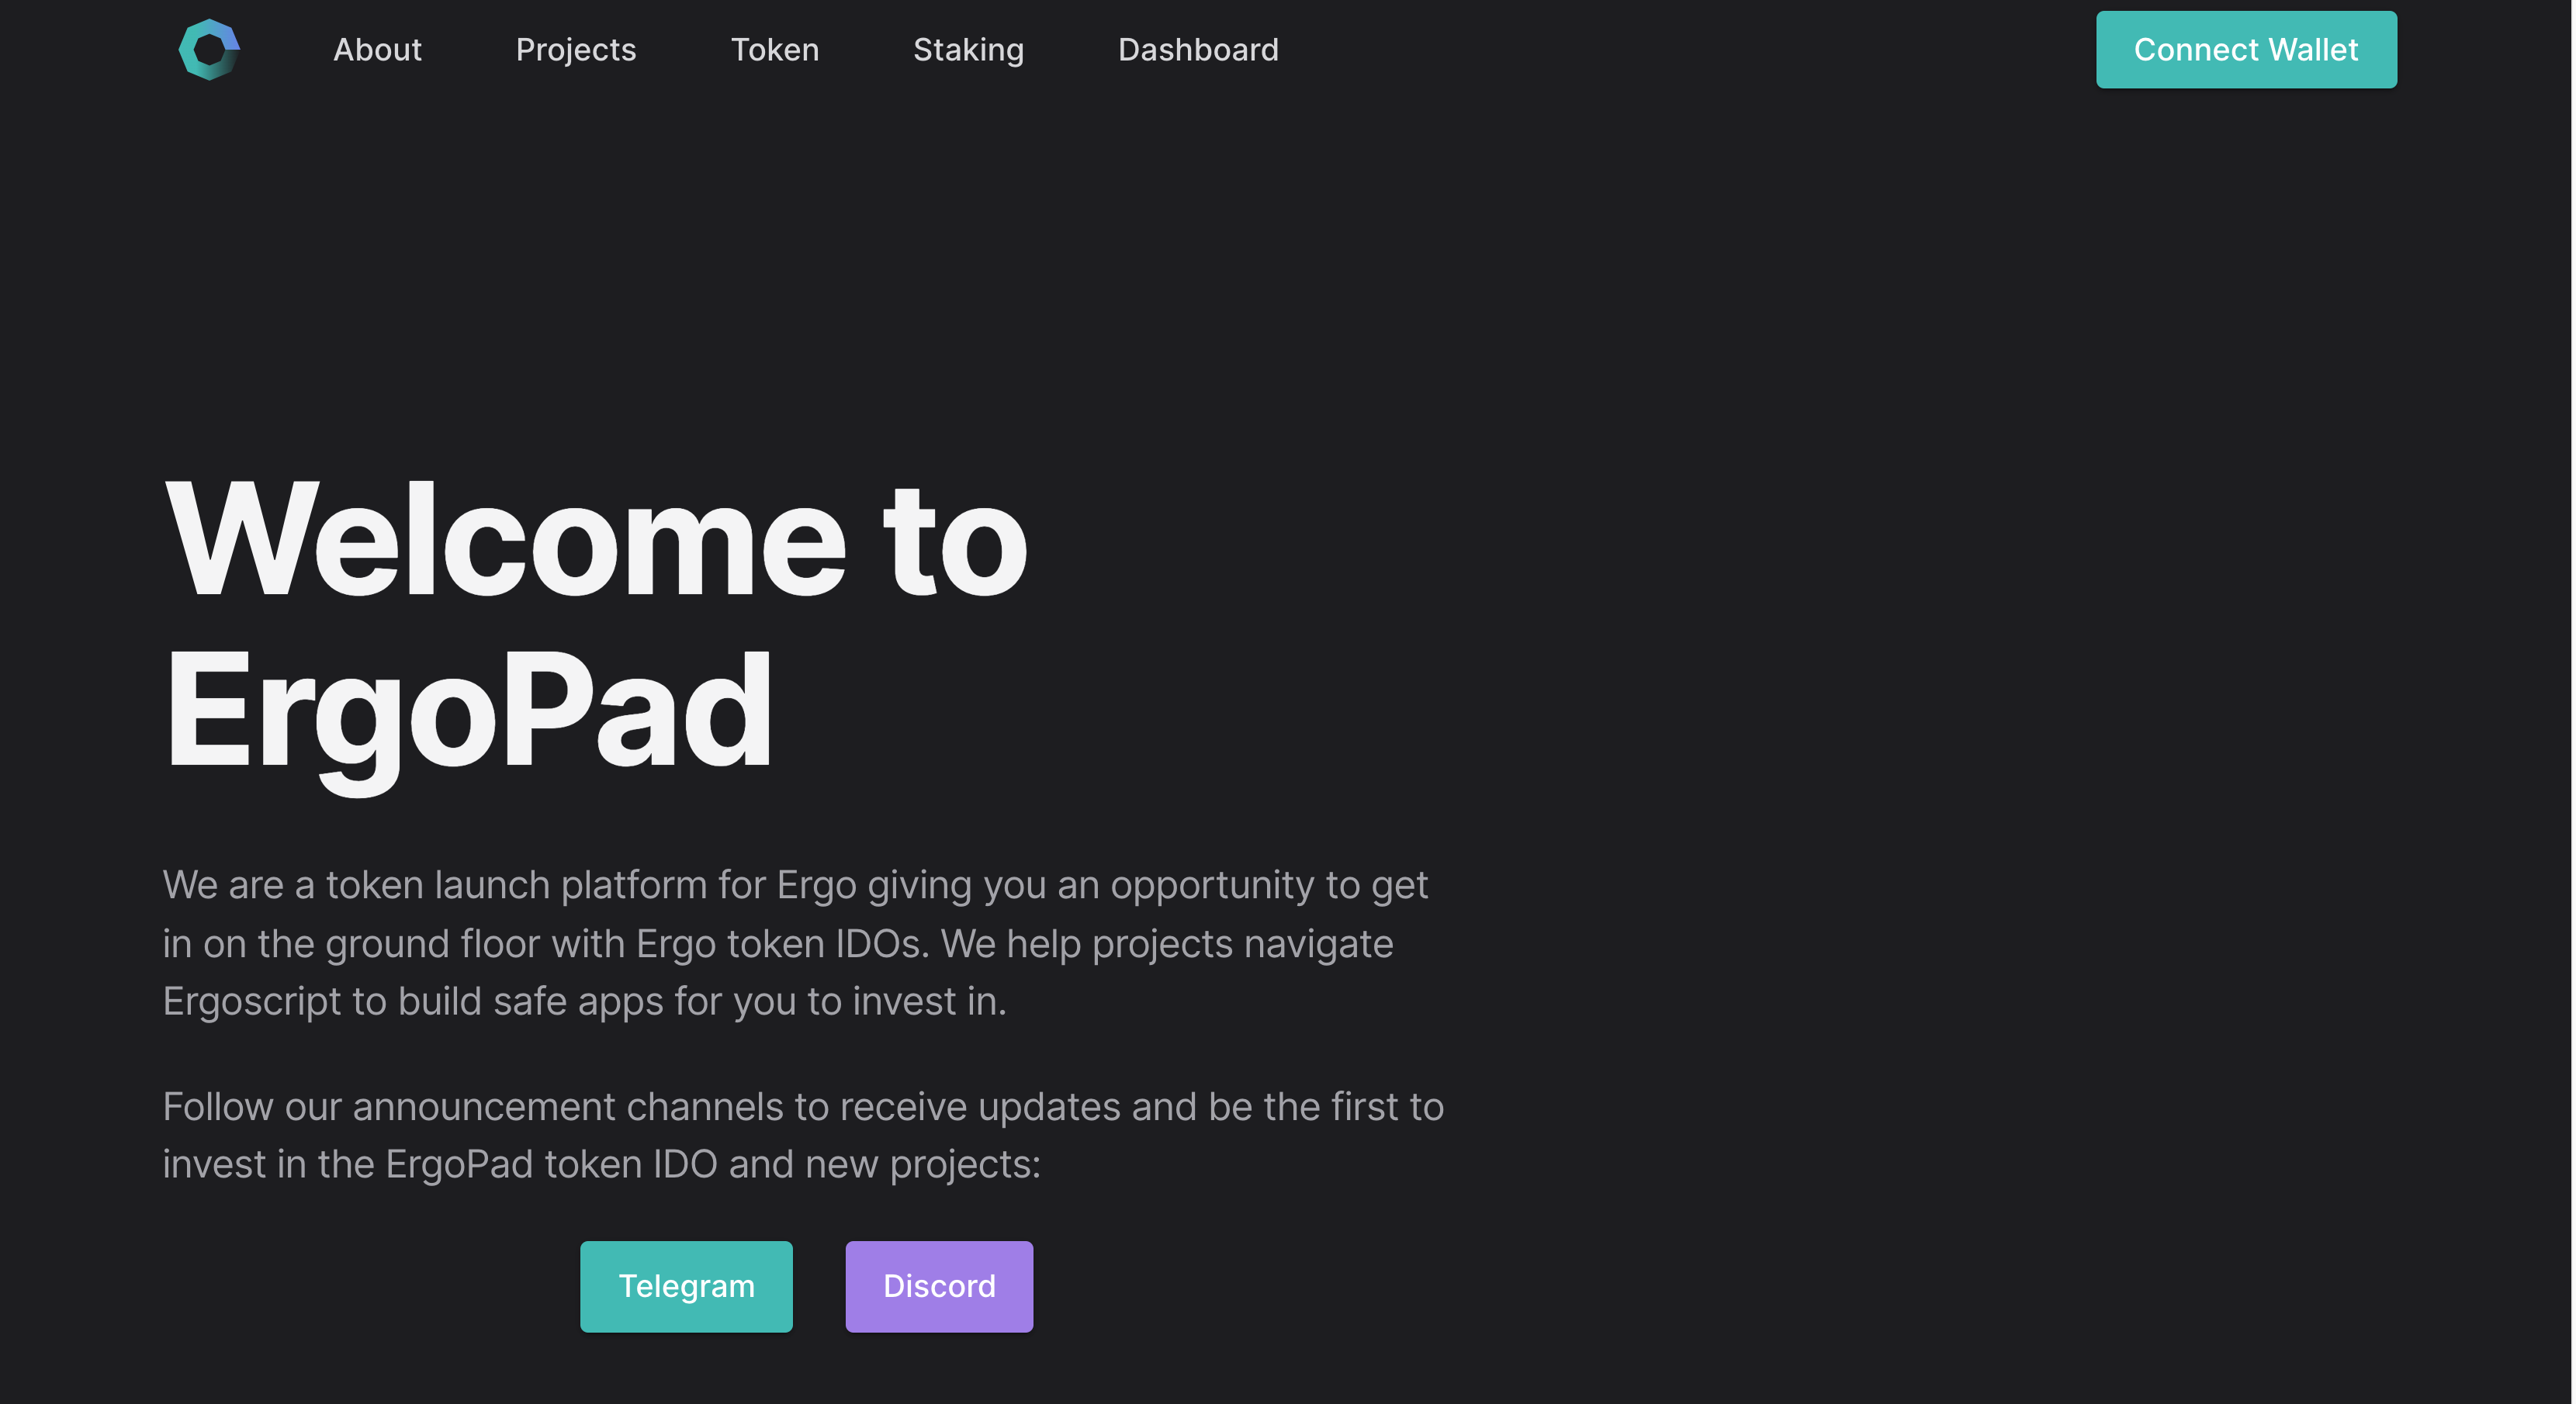 About
Projects
Token
Staking
Dashboard
Connect Wallet
Welcome to
ErgoPad
We are a token launch platform for Ergo giving you an opportunity to get
in on the ground floor with Ergo token IDOs. We help projects navigate
Ergoscript to build safe apps for you to invest in.
Follow our announcement channels to receive updates and be the first to
invest in the ErgoPad token IDO and new projects:
Telegram
Discord